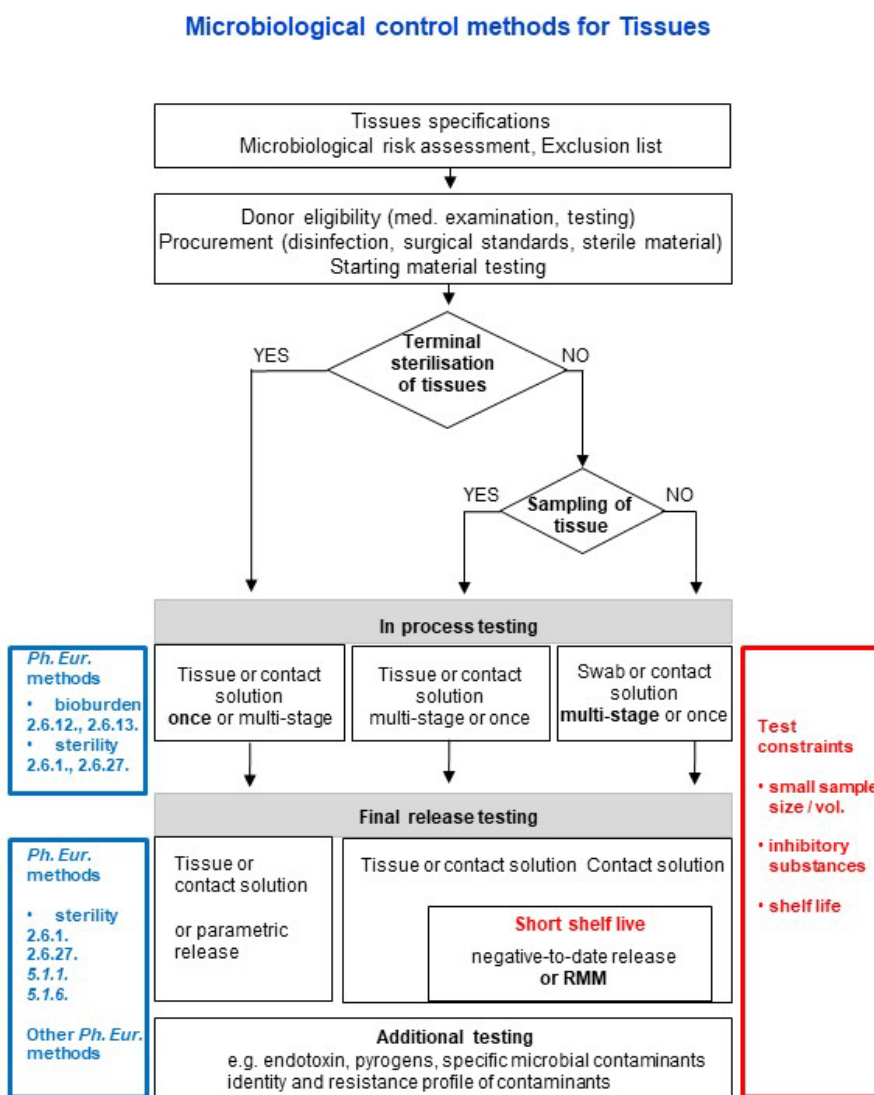 Microbiological control methods for Tissues
Tissues specifications
Microbiological risk assessment, Exclusion list
Donor eligibility (med. examination, testing)
Procurement (disinfection, surgical standards, sterile material)
Starting material testing
Terminal
sterilisation
of tissues
YES
NO
Sampling of
tissue
YES
NO
In process testing
Ph. Eur.
methods
• bioburden
2.6.12., 2.6.13.
• sterility
2.6.1., 2.6.27.
Tissue or contact
solution
once or multi-stage
Tissue or contact
solution
multi-stage or once
Swab or contact
solution
multi-stage or once
Test
constraints
• small sample
size / vol.
• inhibitory
substances
• shelf life
Final release testing
Ph. Eur.
methods
• sterility
2.6.1.
2.6.27.
5.1.1.
5.1.6.
Other Ph. Eur.
methods
Tissue or
contact solution
or parametric
release
Tissue or contact solution Contact solution
Short shelf live
negative-to-date release
or RMM
Additional testing
e.g. endotoxin, pyrogens, specific microbial contaminants
identity and resistance profile of contaminants